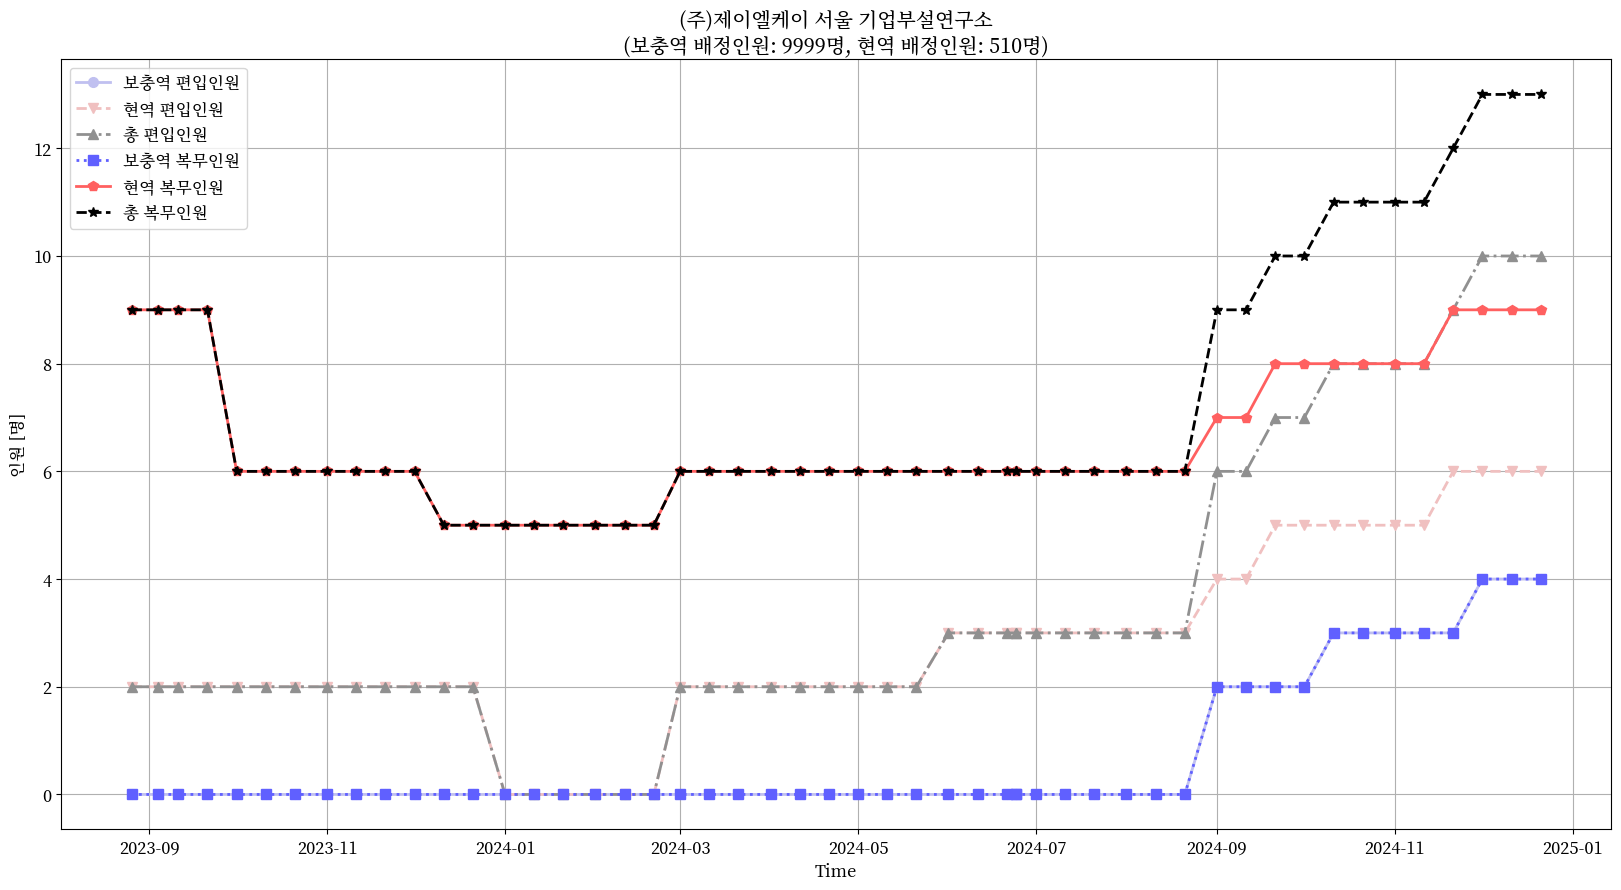 (주)제이엘케이 서울 기업부설연구소
(보충역 배정인원: 9999명, 현역 배정인원: 510명)
보충역 편입인원
현역 편입인원
총 편입인원
보충역 복무인원
현역 복무인원
총 복무인원
인원 [명]
12
10
8
6
4
2
0
2023-09
2023-11
2024-01
2024-03
2024-05
2024-07
2024-09
2024-11
2025-01
Time